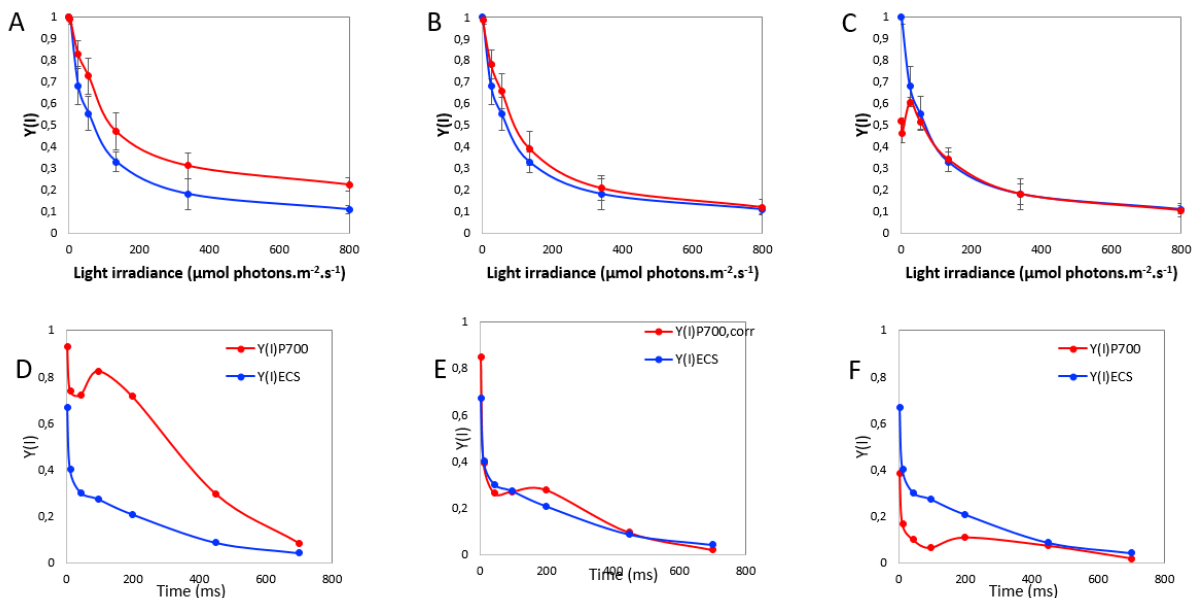 A
1
0,9
0,8
0,7
0,6
0,5
0,4
0,3
0,2
0,1
0
Y(I)
0 200 400 600 800
Light irradiance (µmol photons.m⁻².s⁻¹)
B
1
0,9
0,8
0,7
0,6
0,5
0,4
0,3
0,2
0,1
0
Y(I)
0 200 400 600 800
Light irradiance (µmol photons.m⁻².s⁻¹)
C
1
0,9
0,8
0,7
0,6
0,5
0,4
0,3
0,2
0,1
0
Y(I)
0 200 400 600 800
Light irradiance (µmol photons.m⁻².s⁻¹)
D
1
0,8
0,6
0,4
0,2
0
Y(I)
Y(I)P700
Y(I)ECS
0 200 400 600 800
Time (ms)
E
1
0,8
0,6
0,4
0,2
0
Y(I)
Y(I)P700,corr
Y(I)ECS
0 200 400 600 800
Time (ms)
F
1
0,8
0,6
0,4
0,2
0
Y(I)
Y(I)P700
Y(I)ECS
0 200 400 600 800
Time (ms)